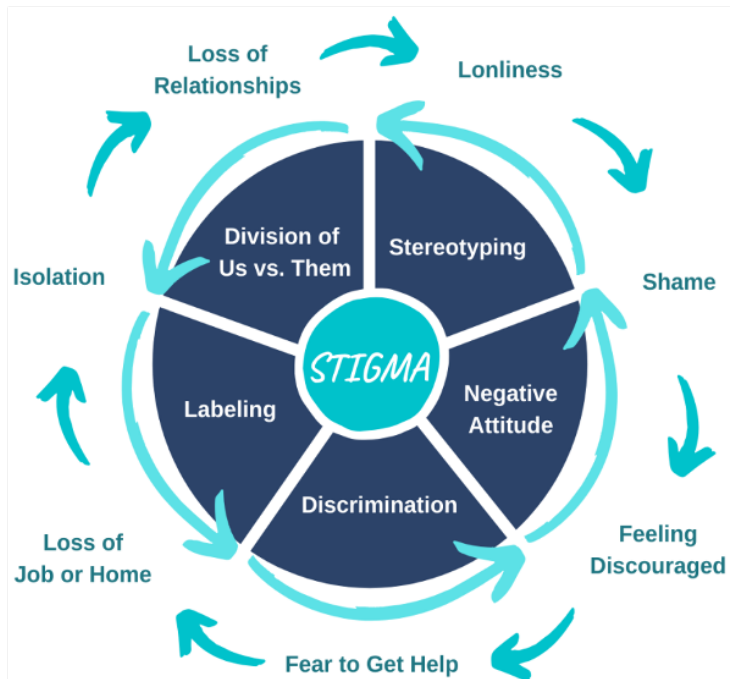 Loss of
Relationships
Lonliness
Division of
Us vs. Them
Stereotyping
Isolation
Shame
STIGMA
Labeling
Negative
Attitude
Discrimination
Loss of
Job or Home
Feeling
Discouraged
Fear to Get Help